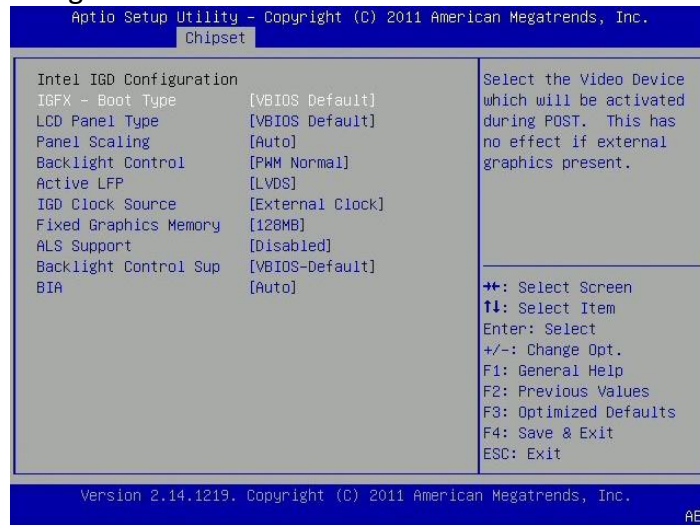 Aptio Setup Utility – Copyright (C) 2011 American Megatrends, Inc.
Chipset
Intel IGD Configuration
IGFX – Boot Type [VBIOS Default]
LCD Panel Type [VBIOS Default]
Panel Scaling [Auto]
Backlight Control [PWM Normal]
Active LFP [LVDS]
IGD Clock Source [External Clock]
Fixed Graphics Memory [128MB]
ALS Support [Disabled]
Backlight Control Sup [VBIOS-Default]
BIA [Auto]
Select the Video Device
which will be activated
during POST. This has
no effect if external
graphics present.
→←: Select Screen
↑↓: Select Item
Enter: Select
+/-: Change Opt.
F1: General Help
F2: Previous Values
F3: Optimized Defaults
F4: Save & Exit
ESC: Exit
Version 2.14.1219. Copyright (C) 2011 American Megatrends, Inc.
AE